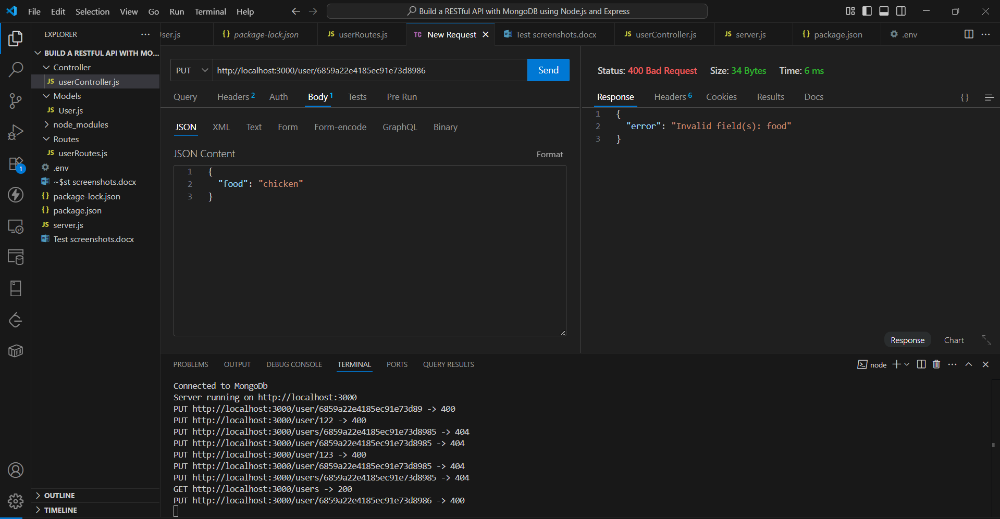 File Edit Selection View Go Run Terminal Help
Build a RESTful API with MongoDB using Node.js and Express
EXPLORER
BUILD A RESTFUL API WITH MO...
Controller
JS userController.js
Models
JS User.js
node_modules
Routes
JS userRoutes.js
.env
~$st screenshots.docx
{} package-lock.json
{} package.json
JS server.js
Test screenshots.docx
OUTLINE
TIMELINE
1
Jser.js {} package-lock.json JS userRoutes.js TC New Request Test screenshots.docx JS userController.js JS server.js {} package.json .env
PUT http://localhost:3000/user/6859a22e4185ec91e73d8986 Send
Query Headers 2 Auth Body 1 Tests Pre Run
JSON XML Text Form Form-encode GraphQL Binary
JSON Content Format
1 {
2 "food": "chicken"
3 }
Status: 400 Bad Request Size: 34 Bytes Time: 6 ms
Response Headers 6 Cookies Results Docs {}
1 {
2 "error": "Invalid field(s): food"
3 }
Response Chart
PROBLEMS OUTPUT DEBUG CONSOLE TERMINAL PORTS QUERY RESULTS node
Connected to MongoDb
Server running on http://localhost:3000
PUT http://localhost:3000/user/6859a22e4185ec91e73d89 -> 400
PUT http://localhost:3000/user/122 -> 400
PUT http://localhost:3000/users/6859a22e4185ec91e73d8985 -> 404
PUT http://localhost:3000/user/6859a22e4185ec91e73d8985 -> 404
PUT http://localhost:3000/user/123 -> 400
PUT http://localhost:3000/user/6859a22e4185ec91e73d8985 -> 404
PUT http://localhost:3000/users/6859a22e4185ec91e73d8985 -> 404
GET http://localhost:3000/users -> 200
PUT http://localhost:3000/user/6859a22e4185ec91e73d8986 -> 400